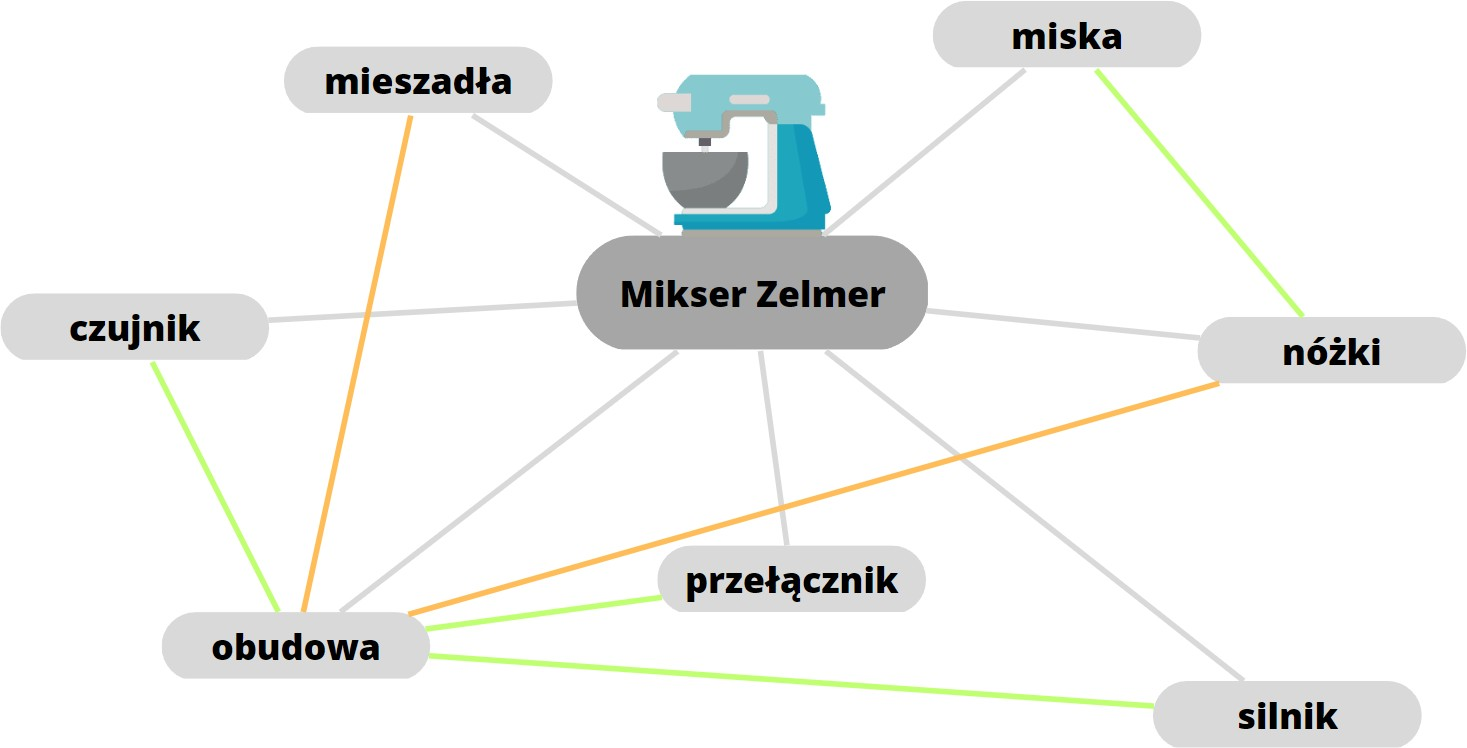 miska
mieszadła
Mikser Zelmer
czujnik
nóżki
przełącznik
obudowa
silnik